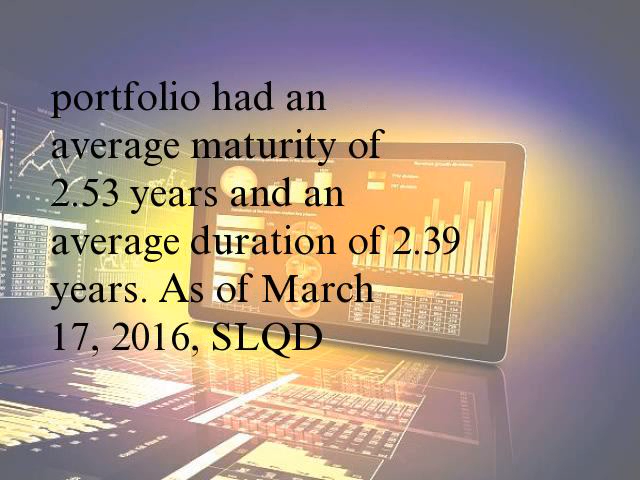 portfolio had an
average maturity of
2.53 years and an
average duration of 2.39
years. As of March
17, 2016, SLQD